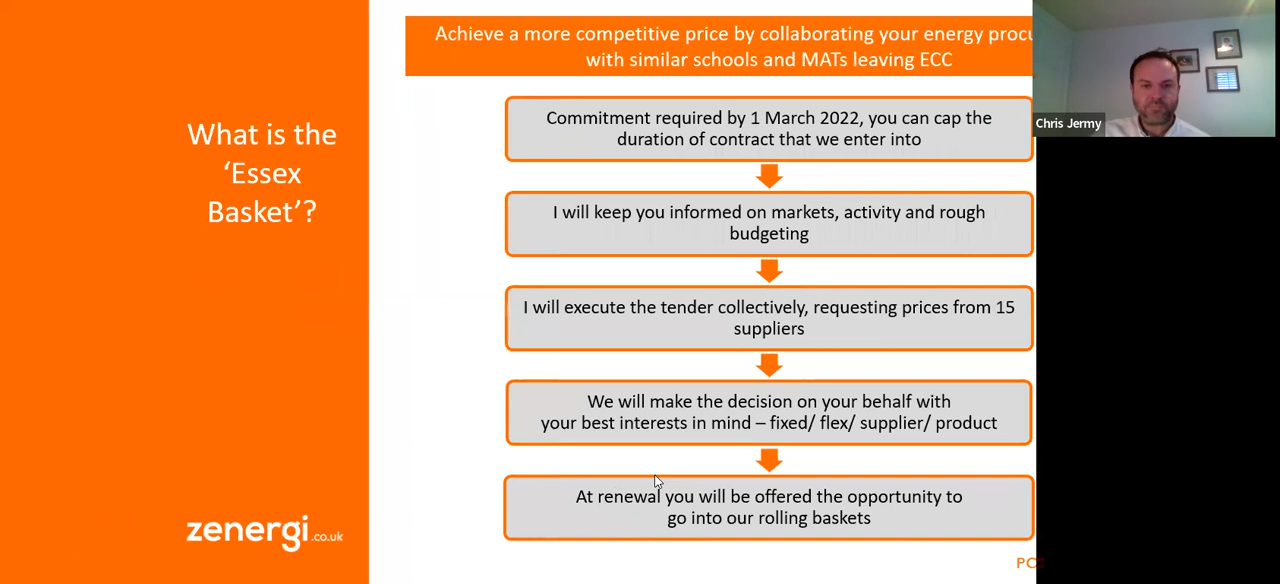 What is the
‘Essex
Basket’?
Achieve a more competitive price by collaborating your energy
with similar schools and MATs leaving ECC
Commitment required by 1 March 2022, you can cap the
duration of contract that we enter into
I will keep you informed on markets, activity and rough
budgeting
I will execute the tender collectively, requesting prices from 15
suppliers
We will make the decision on your behalf with
your best interests in mind – fixed/ flex/ supplier/ product
At renewal you will be offered the opportunity to
go into our rolling baskets
zenergi.co.uk
Chris Jermy